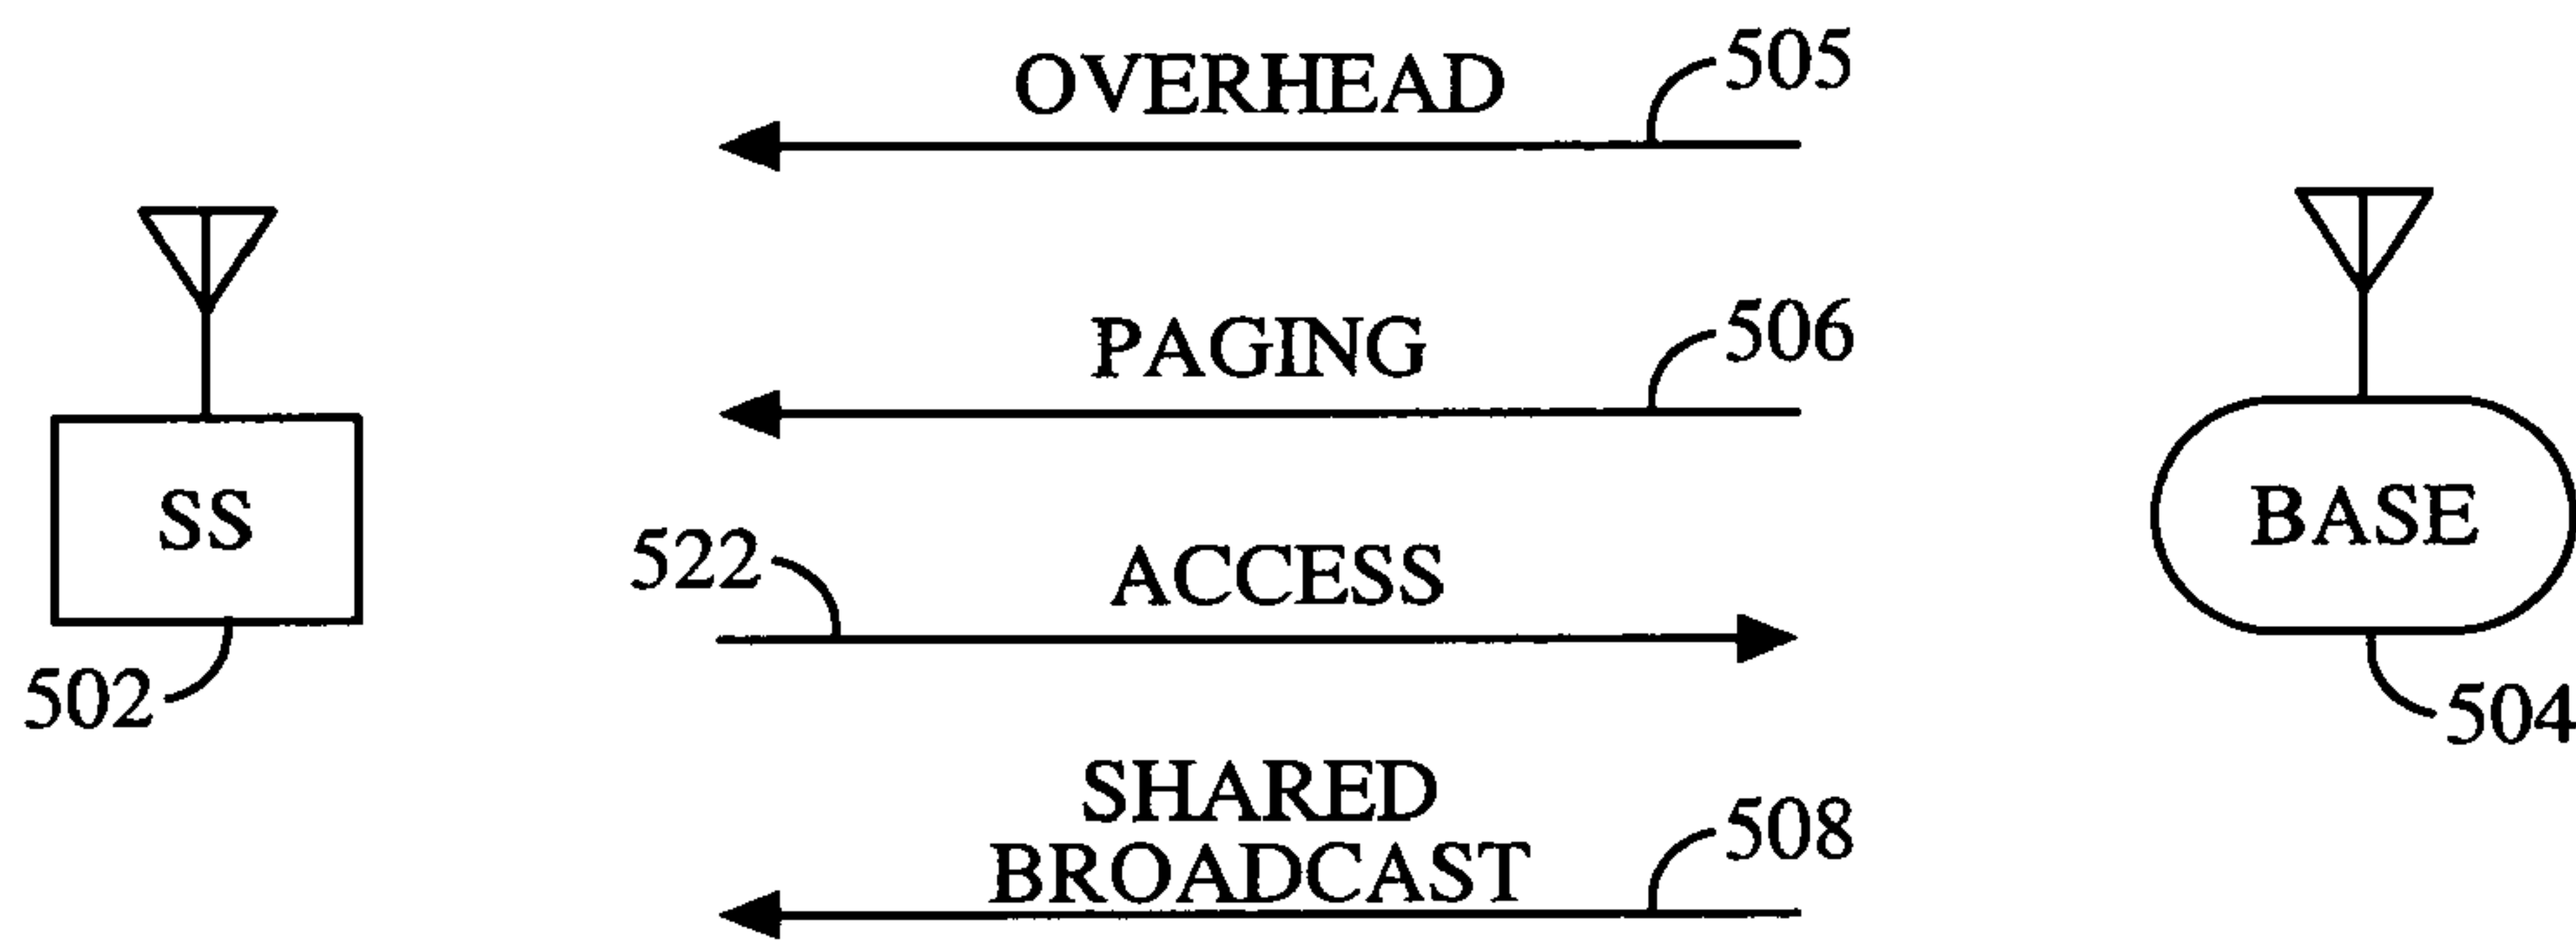 OVERHEAD
505
PAGING
506
SS
BASE
522
ACCESS
502
504
SHARED
BROADCAST
508